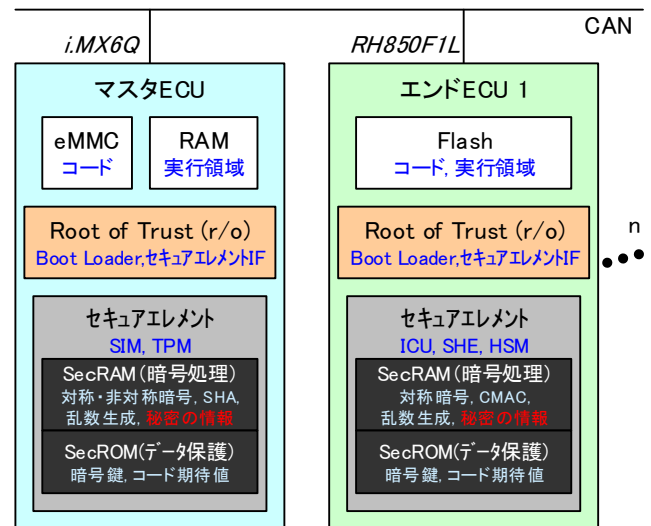 CAN
i.MX6Q
マスタECU
eMMC
コード
RAM
実行領域
Root of Trust (r/o)
Boot Loader,セキュアエレメントIF
セキュアエレメント
SIM, TPM
SecRAM(暗号処理)
対称・非対称暗号, SHA,
乱数生成, 秘密の情報
SecROM(データ保護)
暗号鍵, コード期待値
RH850F1L
エンドECU 1
Flash
コード, 実行領域
Root of Trust (r/o)
Boot Loader,セキュアエレメントIF
セキュアエレメント
ICU, SHE, HSM
SecRAM(暗号処理)
対称暗号, CMAC,
乱数生成, 秘密の情報
SecROM(データ保護)
暗号鍵, コード期待値
n